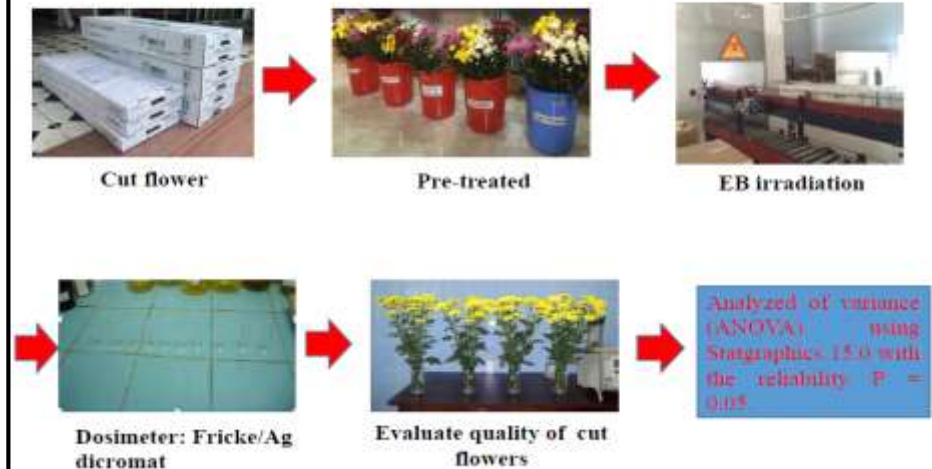 Cut flower
Pre-treated
EB irradiation
Dosimeter: Fricke/Ag
dicromat
Evaluate quality of cut
flowers
Analyzed of variance
(ANOVA) using
Statgraphics 15.0 with
the reliability P =
0.05